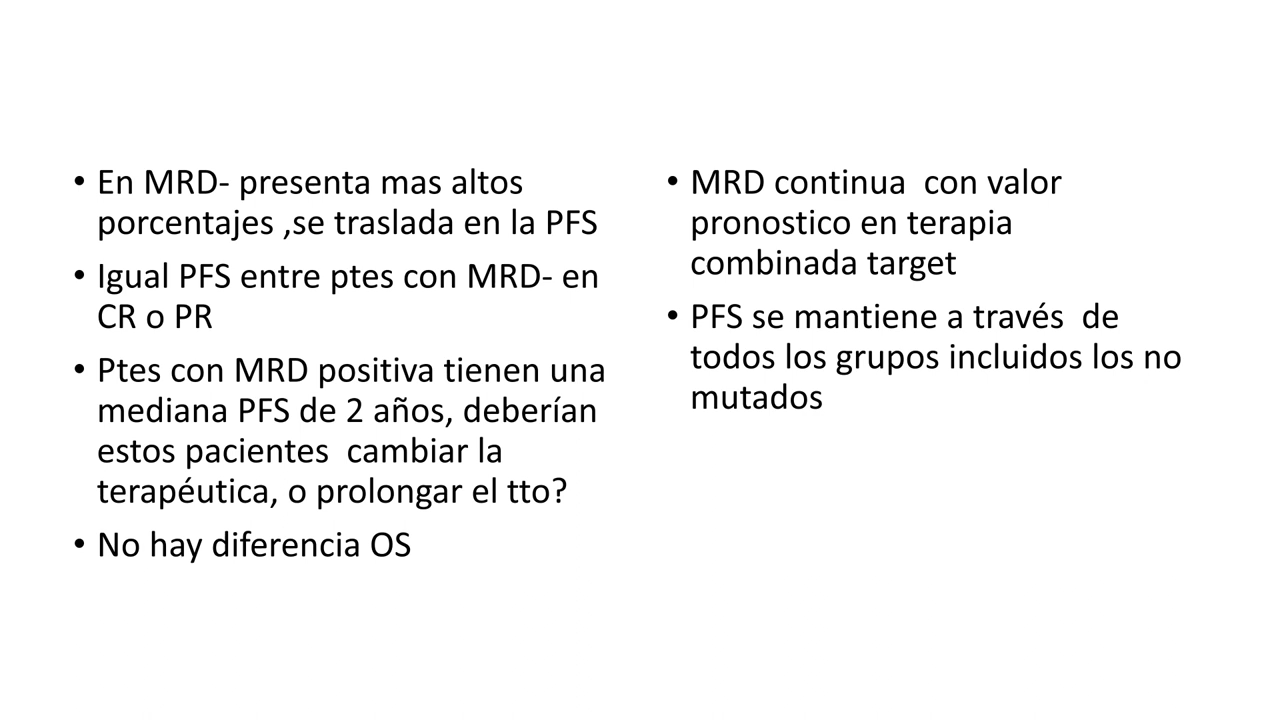 • En MRD- presenta mas altos
porcentajes ,se traslada en la PFS
• Igual PFS entre ptes con MRD- en
CR o PR
• Ptes con MRD positiva tienen una
mediana PFS de 2 años, deberían
estos pacientes  cambiar la
terapéutica, o prolongar el tto?
• No hay diferencia OS
• MRD continua  con valor
pronostico en terapia
combinada target
• PFS se mantiene a través  de
todos los grupos incluidos los no
mutados